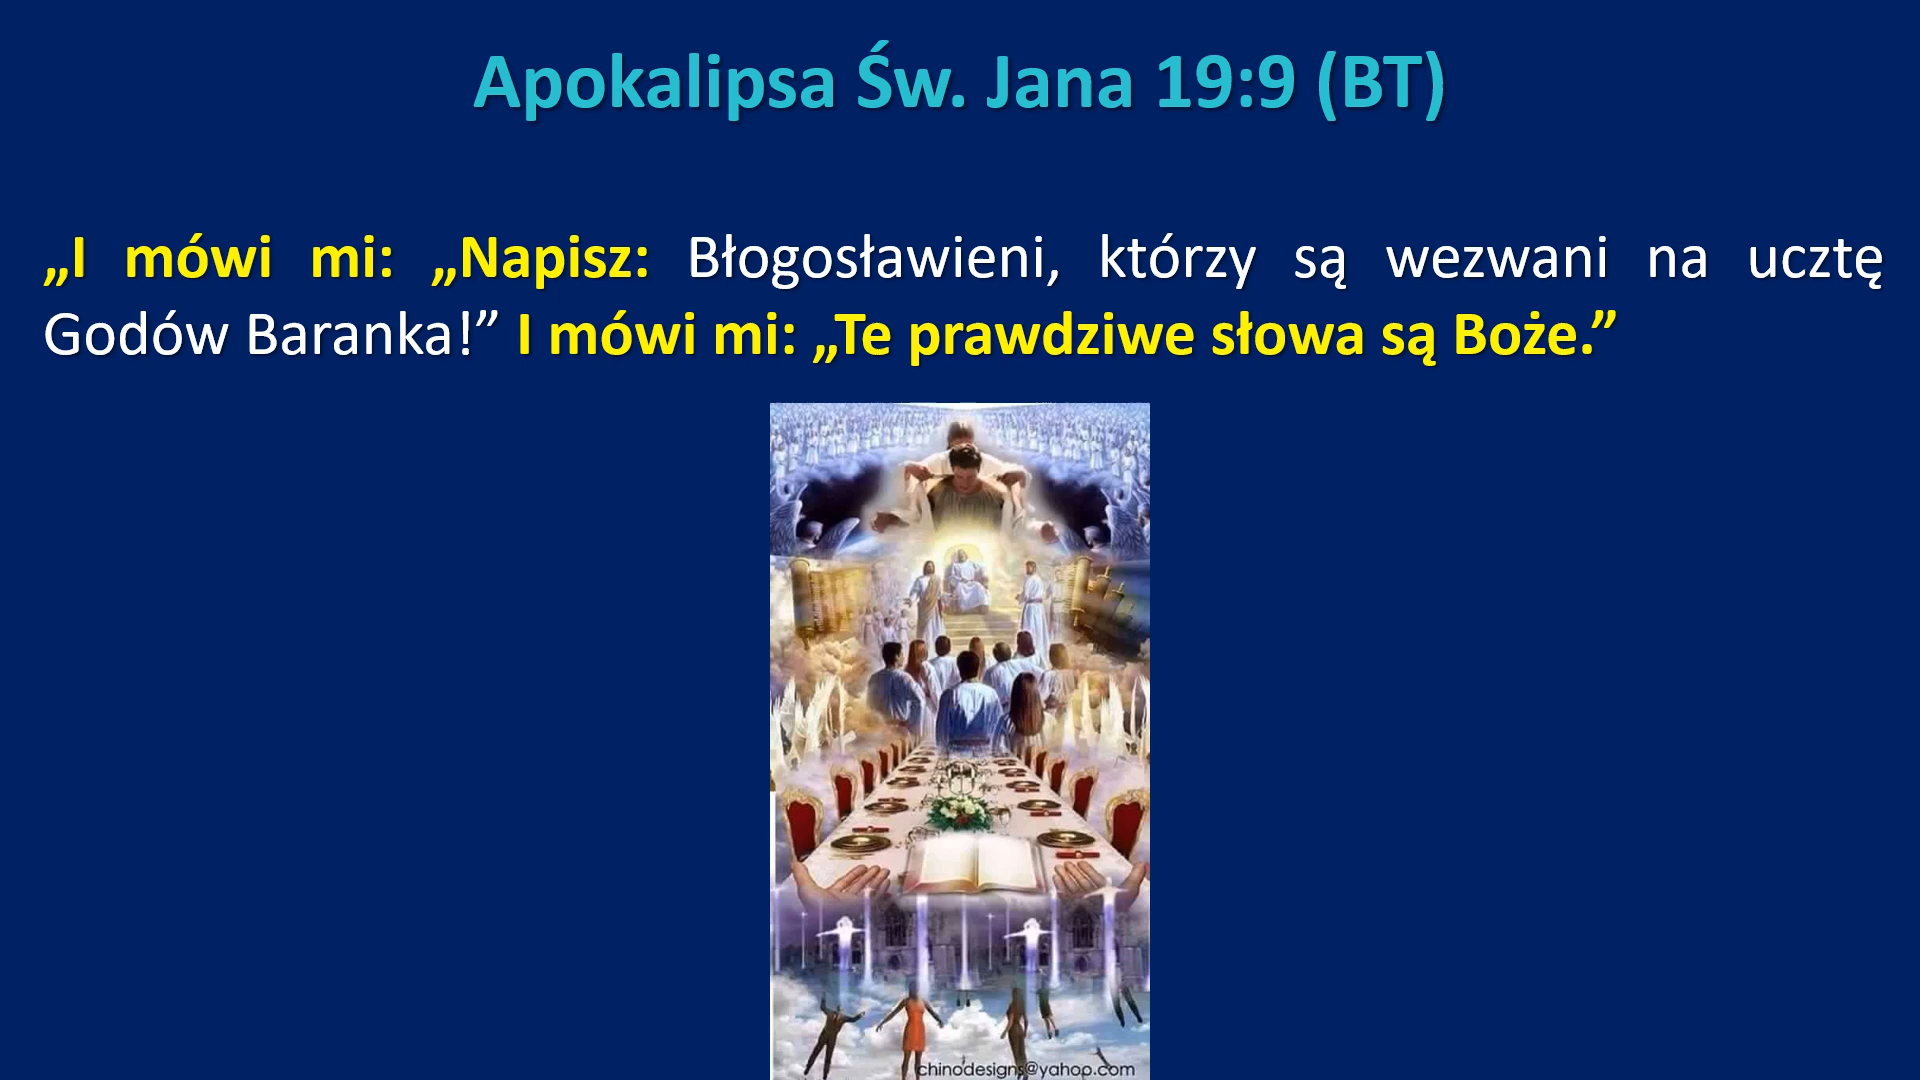 Apokalipsa Św. Jana 19:9 (BT)
„I mówi mi: „Napisz: Błogosławieni, którzy są wezwani na ucztę
Godów Baranka!” I mówi mi: „Te prawdziwe słowa są Boże.”
chinodesigns@yahop.com